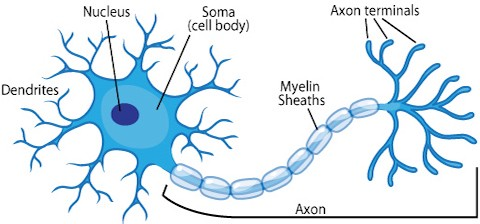 Nucleus
Soma
(cell body)
Axon terminals
Dendrites
Myelin
Sheaths
Axon